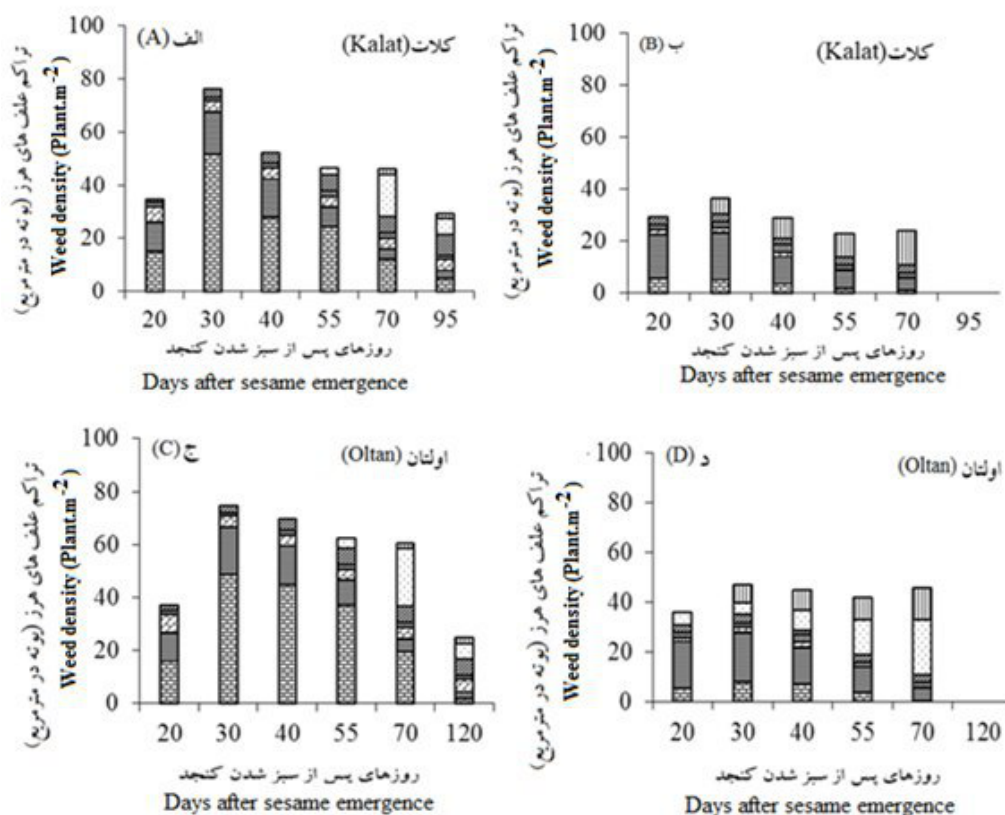 الف (A)
کلات (Kalat)
تراکم علف های هرز (بوته در مترمربع)
Weed density (Plant.m⁻²)
100
80
60
40
20
0
20 30 40 55 70 95
روزهای پس از سبز شدن کنجد
Days after sesame emergence
ب (B)
کلات (Kalat)
تراکم علف های هرز (بوته در مترمربع)
Weed density (Plant.m⁻²)
100
80
60
40
20
0
20 30 40 55 70 95
روزهای پس از سبز شدن کنجد
Days after sesame emergence
ج (C)
اولتان (Oltan)
تراکم علف های هرز (بوته در مترمربع)
Weed density (Plant.m⁻²)
100
80
60
40
20
0
20 30 40 55 70 120
روزهای پس از سبز شدن کنجد
Days after sesame emergence
د (D)
اولتان (Oltan)
تراکم علف های هرز (بوته در مترمربع)
Weed density (Plant.m⁻²)
100
80
60
40
20
0
20 30 40 55 70 120
روزهای پس از سبز شدن کنجد
Days after sesame emergence